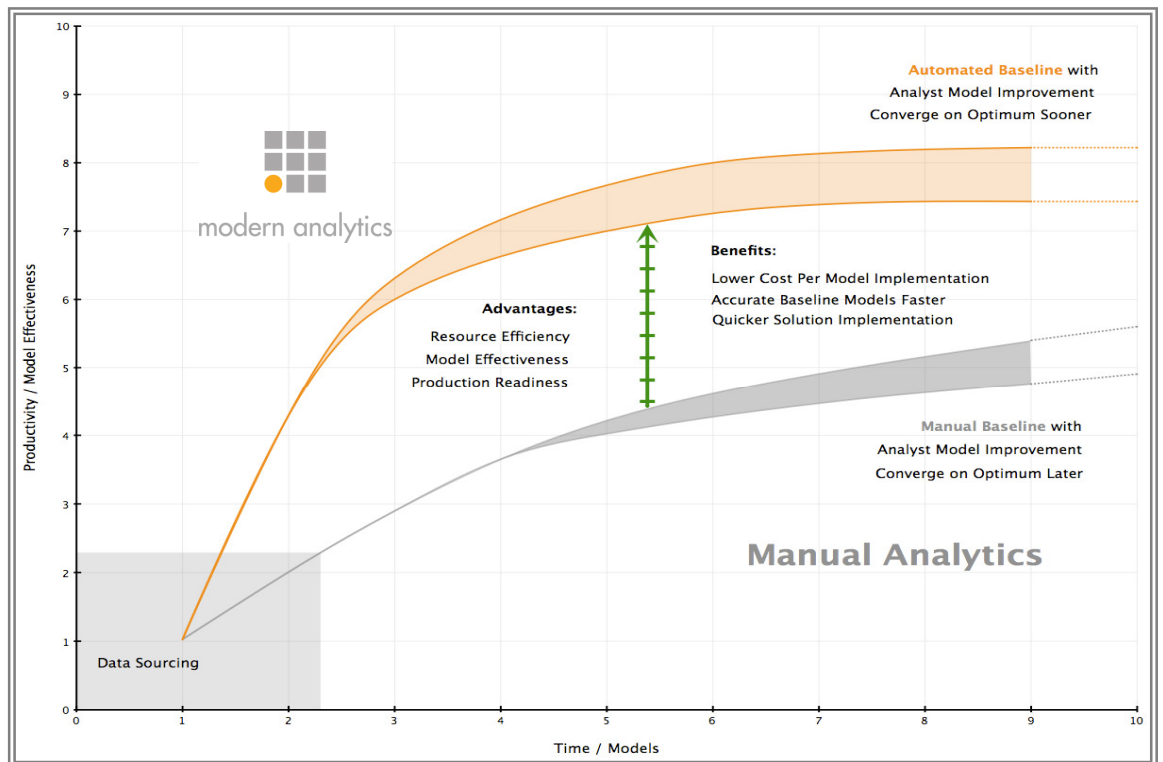 10
Automated Baseline with
Analyst Model Improvement
Converge on Optimum Sooner
9
8
modern analytics
7
Benefits:
Lower Cost Per Model Implementation
Accurate Baseline Models Faster
Quicker Solution Implementation
6
Advantages:
Resource Efficiency
Model Effectiveness
Production Readiness
5
Productivity / Model Effectiveness
Manual Baseline with
Analyst Model Improvement
Converge on Optimum Later
4
3
Manual Analytics
2
1
Data Sourcing
0
0 1 2 3 4 5 6 7 8 9 10
Time / Models